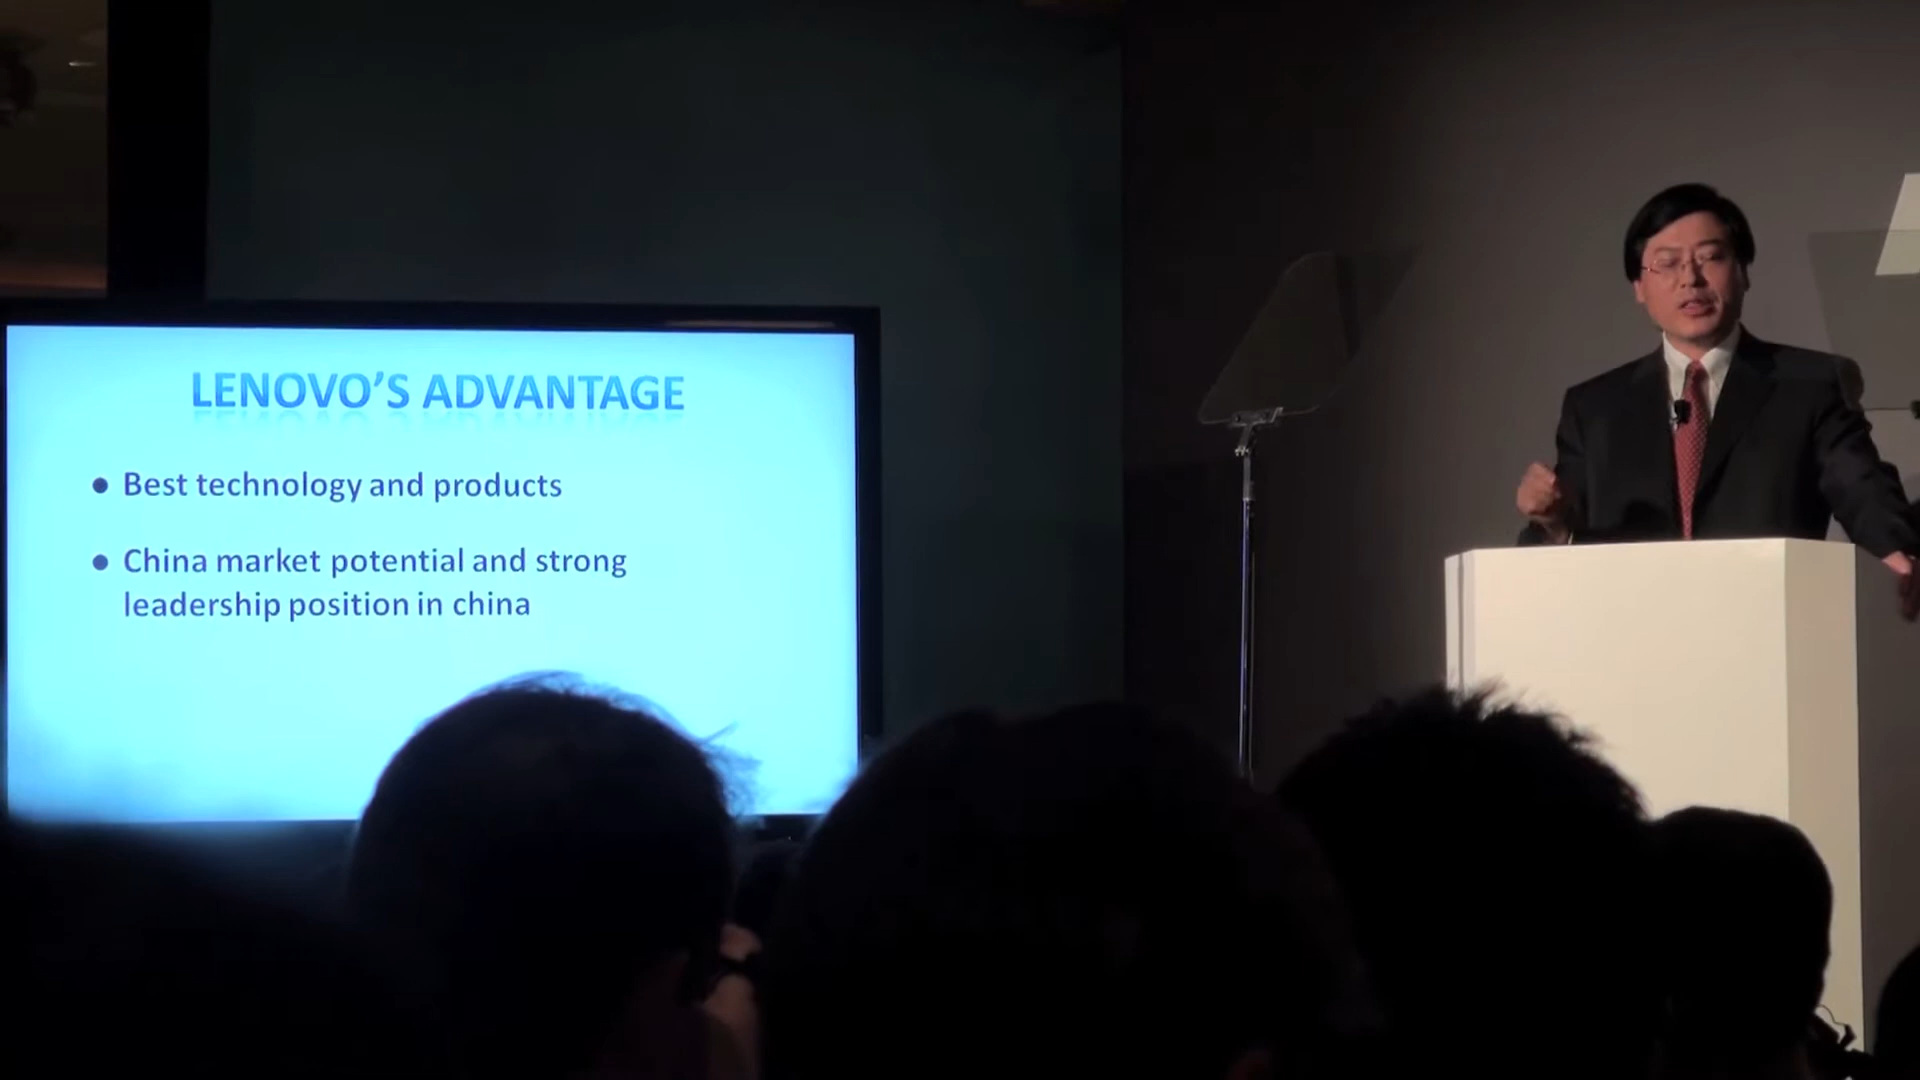 LENOVO'S ADVANTAGE
• Best technology and products
• China market potential and strong
leadership position in china